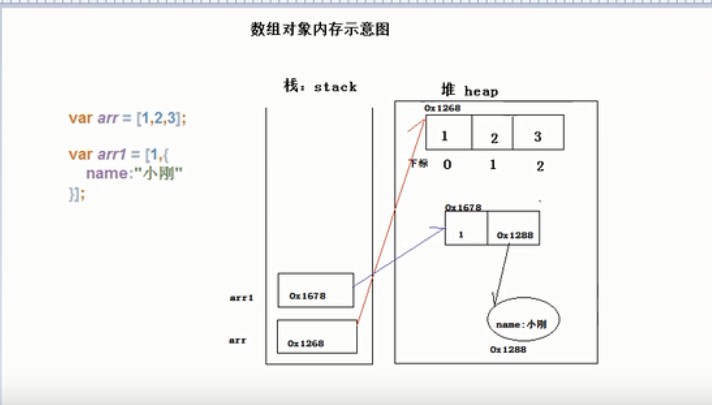 数组对象内存示意图
栈：stack
堆 heap
var arr = [1,2,3];
var arr1 = [1,{
name:"小刚"
}];
0x1268
1 2 3
下标 0 1 2
0x1678
1 0x1288
arr1 0x1678
arr 0x1268
name:小刚
0x1288